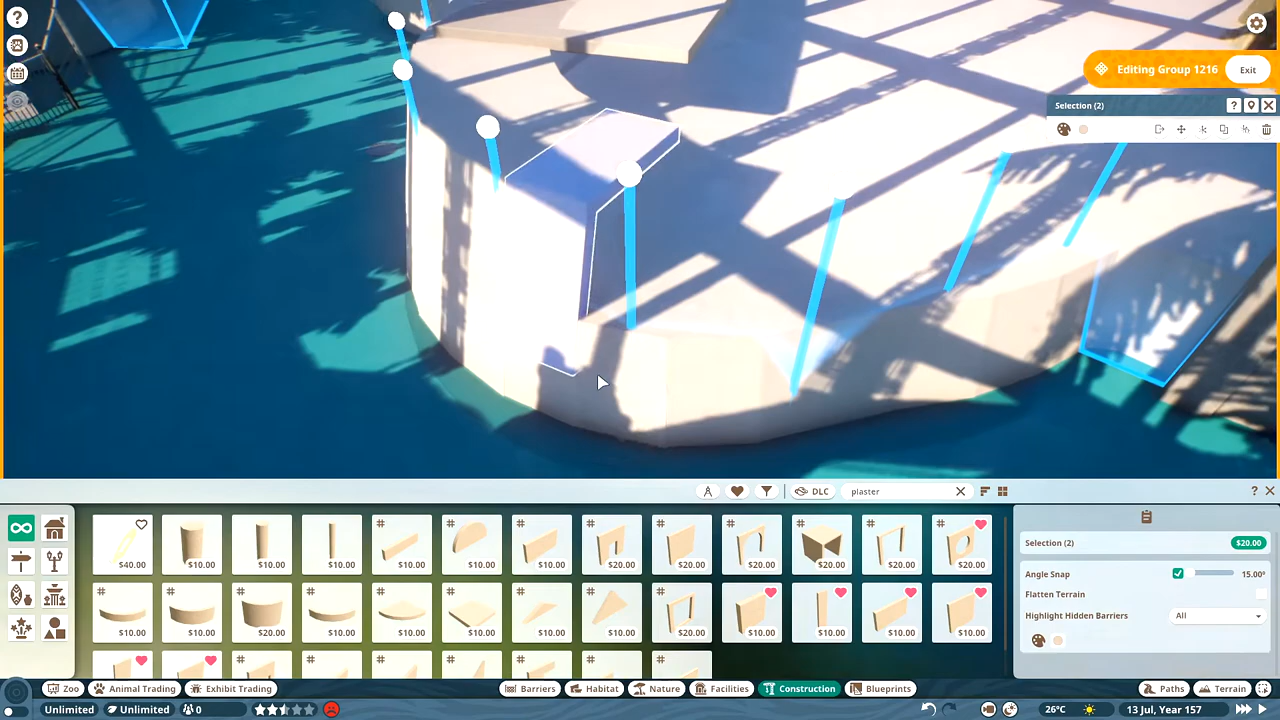 Editing Group 1216
Exit
Selection (2)
DLC
plaster
$40.00
$10.00
$10.00
$10.00
$10.00
$10.00
$10.00
$20.00
$10.00
$20.00
$20.00
$20.00
$10.00
$10.00
$10.00
$20.00
$10.00
$10.00
$10.00
$10.00
$10.00
$20.00
$10.00
$10.00
$10.00
$10.00
Selection (2)
$20.00
Angle Snap
15.00°
Flatten Terrain
Highlight Hidden Barriers
All
Zoo
Animal Trading
Exhibit Trading
Barriers
Habitat
Nature
Facilities
Construction
Blueprints
Paths
Terrain
Unlimited
Unlimited
0
26°C
13 Jul, Year 157